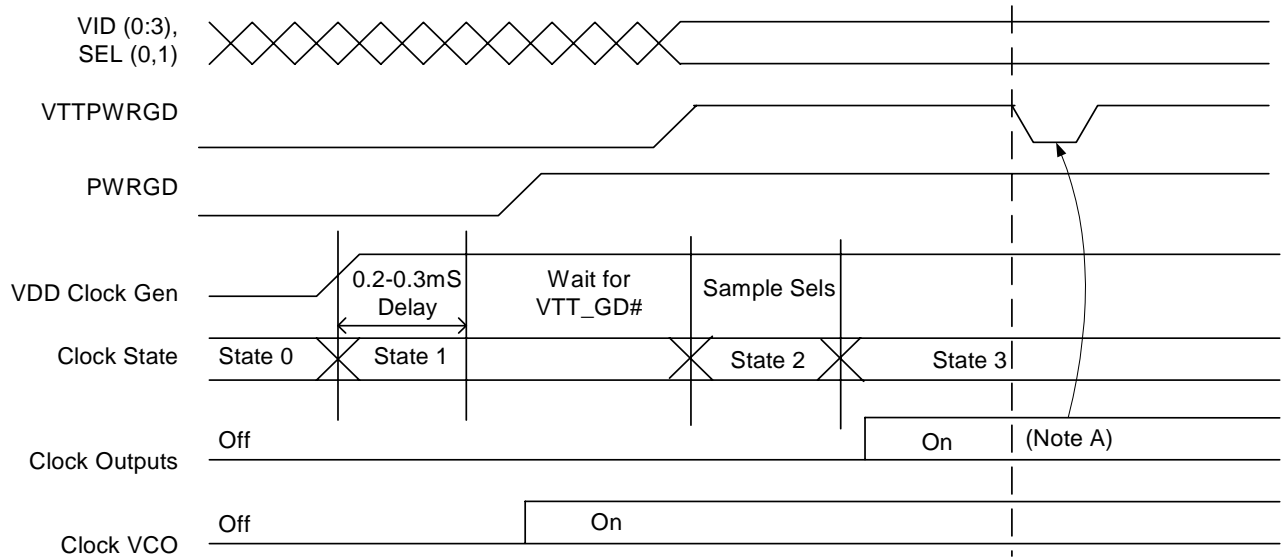 VID (0:3),
SEL (0,1)
VTTPWRGD
PWRGD
VDD Clock Gen
0.2-0.3mS
Delay
Wait for
VTT_GD#
Sample Sels
Clock State
State 0
State 1
State 2
State 3
Clock Outputs
Off
On
(Note A)
Clock VCO
Off
On